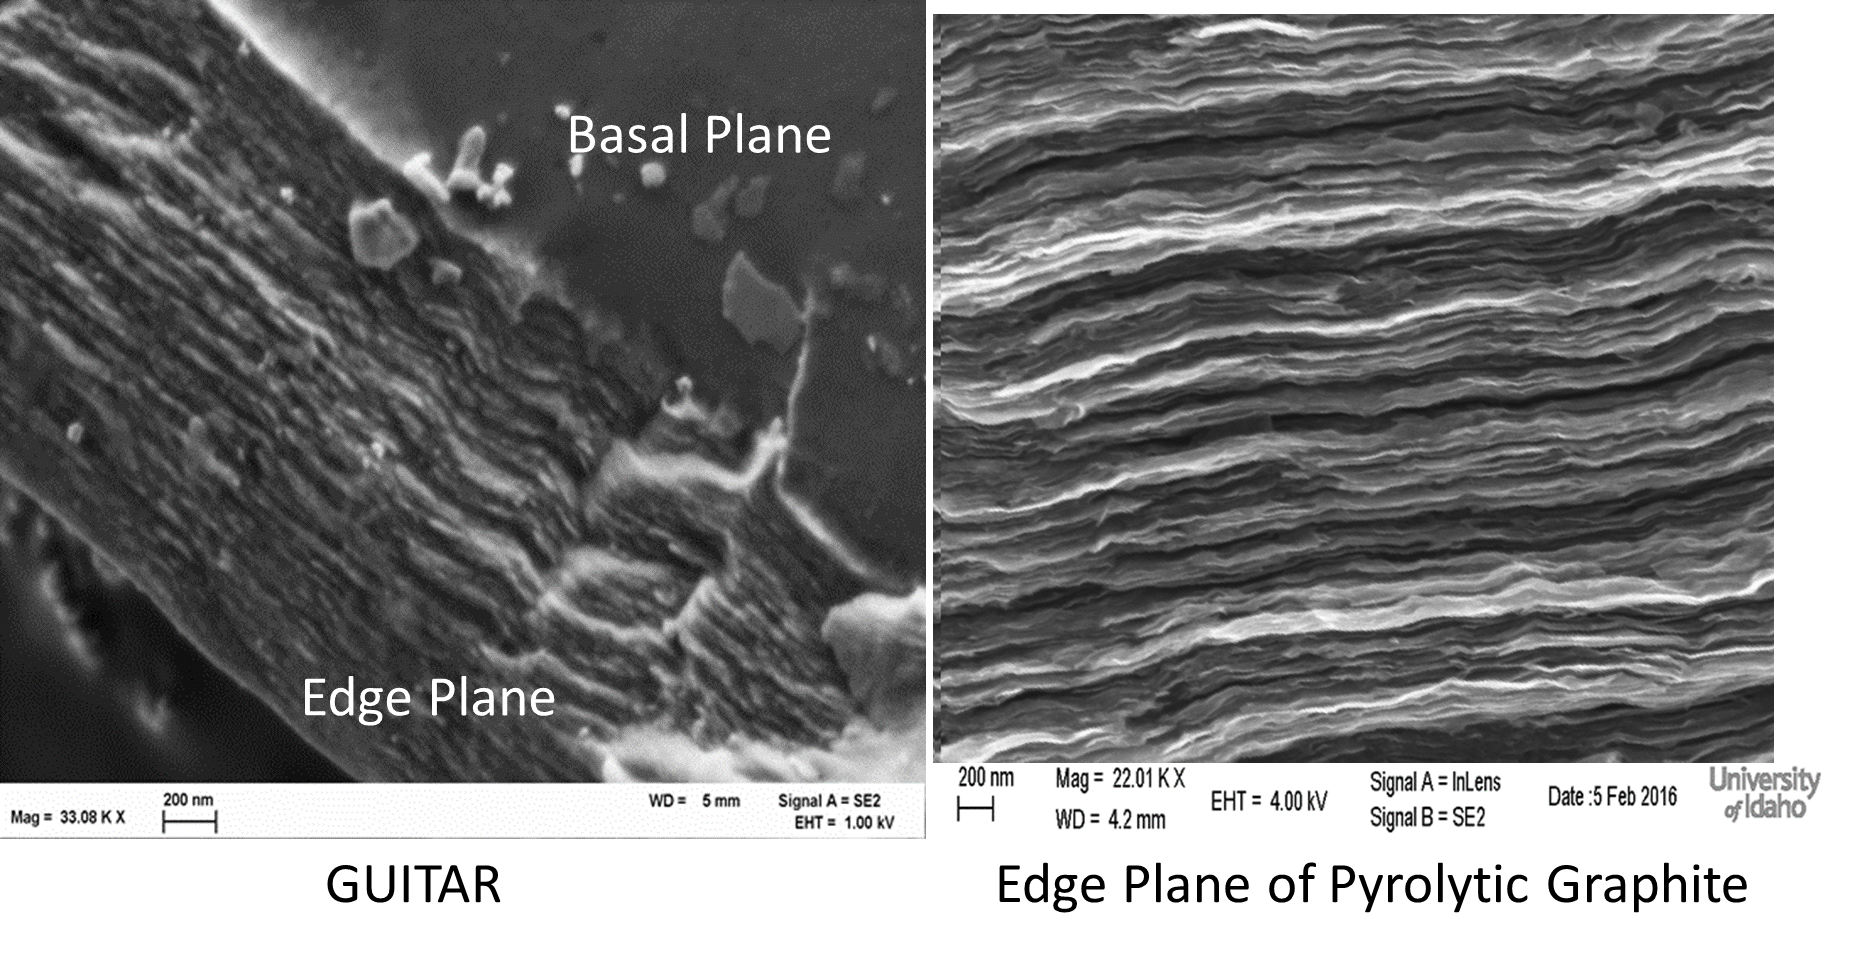 Basal Plane
Edge Plane
Mag = 33.08 K X
200 nm
WD = 5 mm
Signal A = SE2
EHT = 1.00 kV
200 nm
Mag = 22.01 K X
WD = 4.2 mm
EHT = 4.00 kV
Signal A = InLens
Signal B = SE2
Date :5 Feb 2016
University
of Idaho
GUITAR
Edge Plane of Pyrolytic Graphite